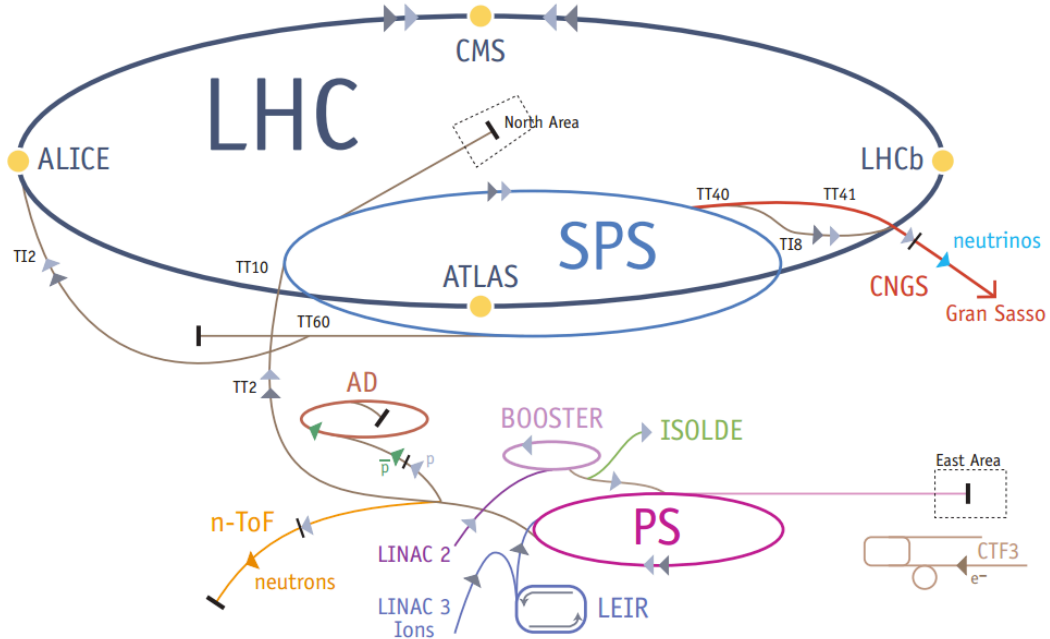 CMS
LHC
North Area
ALICE
LHCb
TT40
TT41
SPS
TI2
TI8
neutrinos
TT10
ATLAS
CNGS
Gran Sasso
TT60
TT2
AD
BOOSTER
ISOLDE
p̅
p
East Area
n-ToF
PS
LINAC 2
CTF3
neutrons
e−
LINAC 3
Ions
LEIR